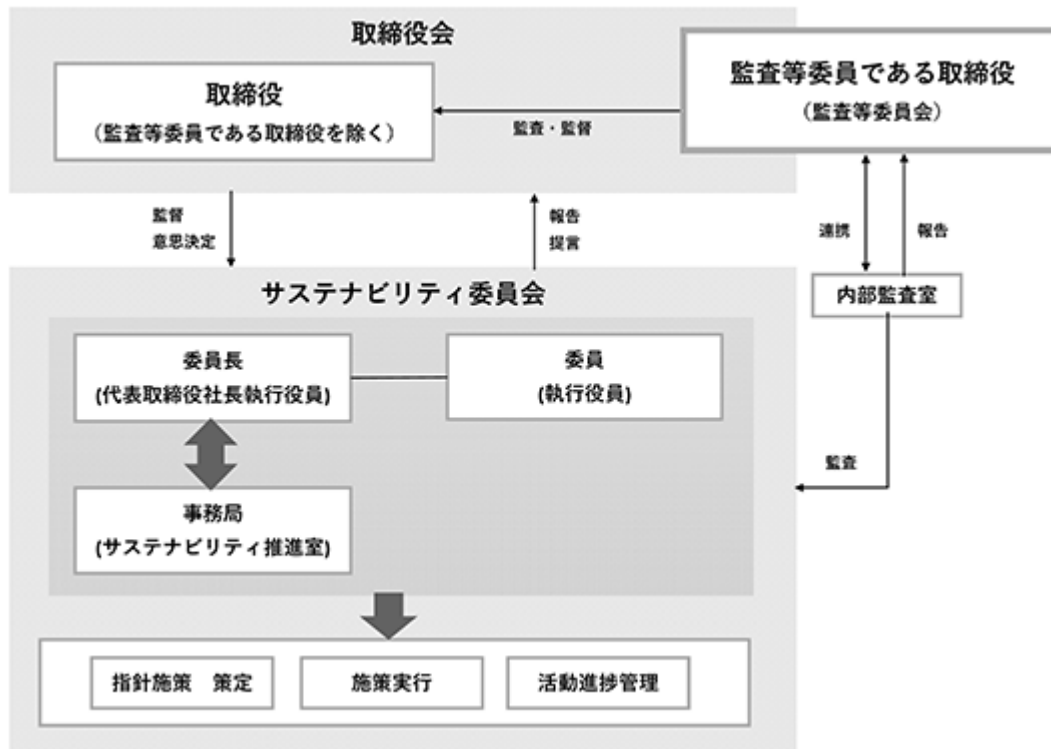 取締役会
取締役
（監査等委員である取締役を除く）
監査等委員である取締役
（監査等委員会）
監査・監督
監督
意思決定
報告
提言
連携
報告
内部監査室
サステナビリティ委員会
委員長
(代表取締役社長執行役員)
委員
(執行役員)
監査
事務局
(サステナビリティ推進室)
指針施策　策定
施策実行
活動進捗管理